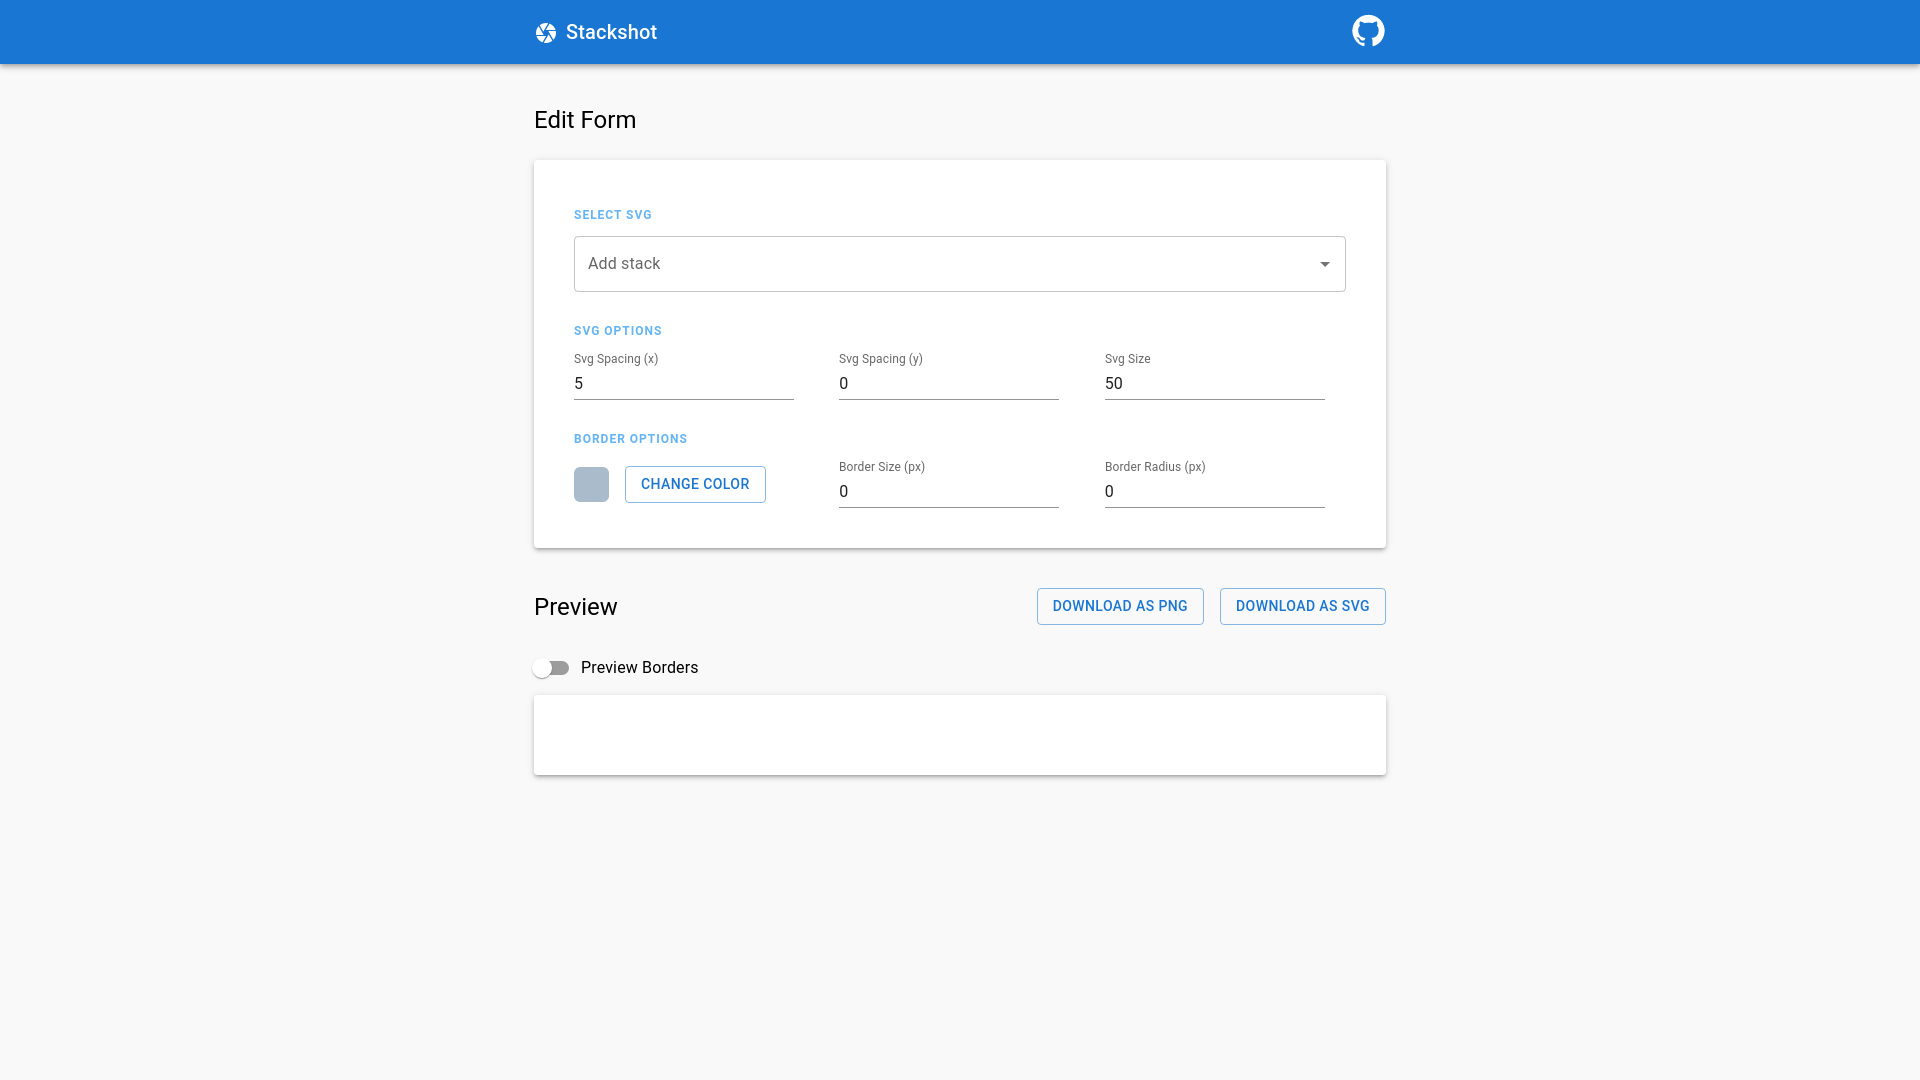 Stackshot
Edit Form
SELECT SVG
Add stack
SVG OPTIONS
Svg Spacing (x)
5
Svg Spacing (y)
0
Svg Size
50
BORDER OPTIONS
CHANGE COLOR
Border Size (px)
0
Border Radius (px)
0
Preview
DOWNLOAD AS PNG
DOWNLOAD AS SVG
Preview Borders